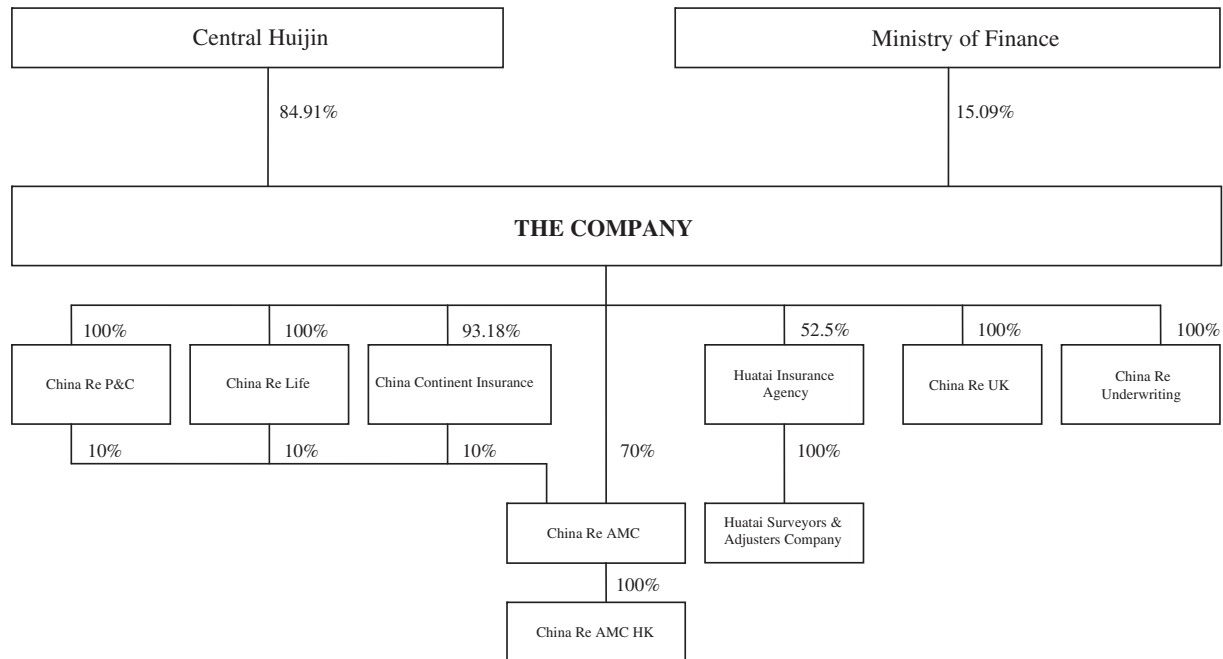 Central Huijin
Ministry of Finance
84.91%
15.09%
THE COMPANY
100%
100%
93.18%
52.5%
100%
100%
China Re P&C
China Re Life
China Continent Insurance
Huatai Insurance
Agency
China Re UK
China Re
Underwriting
10%
10%
10%
70%
100%
China Re AMC
Huatai Surveyors &
Adjusters Company
100%
China Re AMC HK